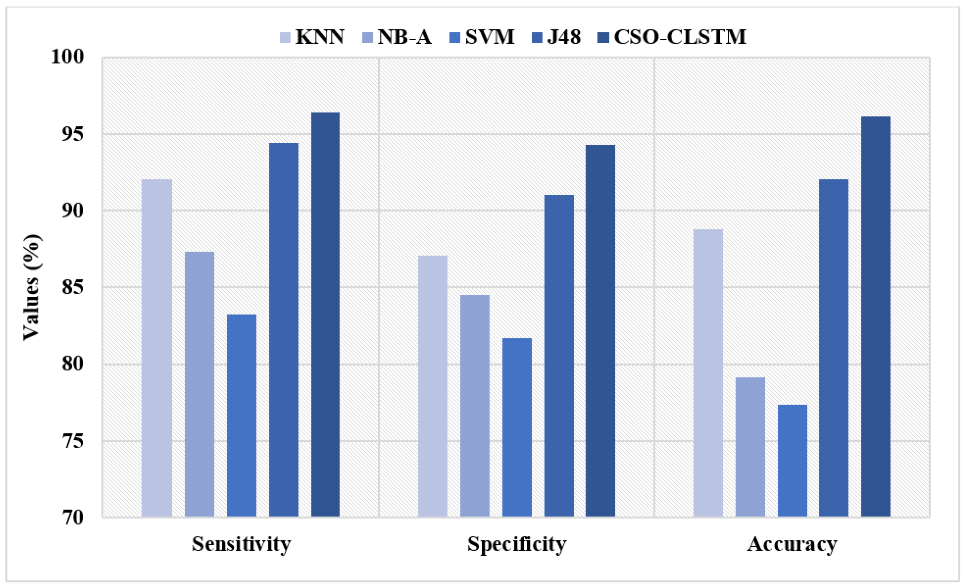 KNN NB-A SVM J48 CSO-CLSTM
100
95
90
85
80
75
70
Values (%)
Sensitivity Specificity Accuracy